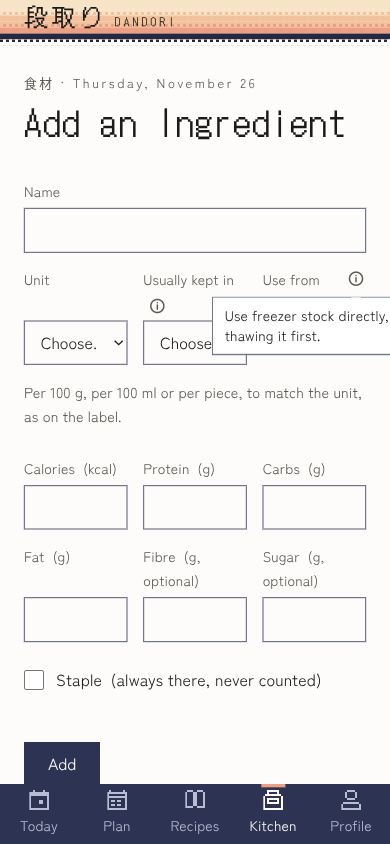 段取り DANDORI
食材 · Thursday, November 26
Add an Ingredient
Name
Unit
Usually kept in
Use from
Choose.
Choose
Use freezer stock directly,
thawing it first.
Per 100 g, per 100 ml or per piece, to match the unit,
as on the label.
Calories (kcal)
Protein (g)
Carbs (g)
Fat (g)
Fibre (g,
optional)
Sugar (g,
optional)
Staple (always there, never counted)
Add
Today
Plan
Recipes
Kitchen
Profile